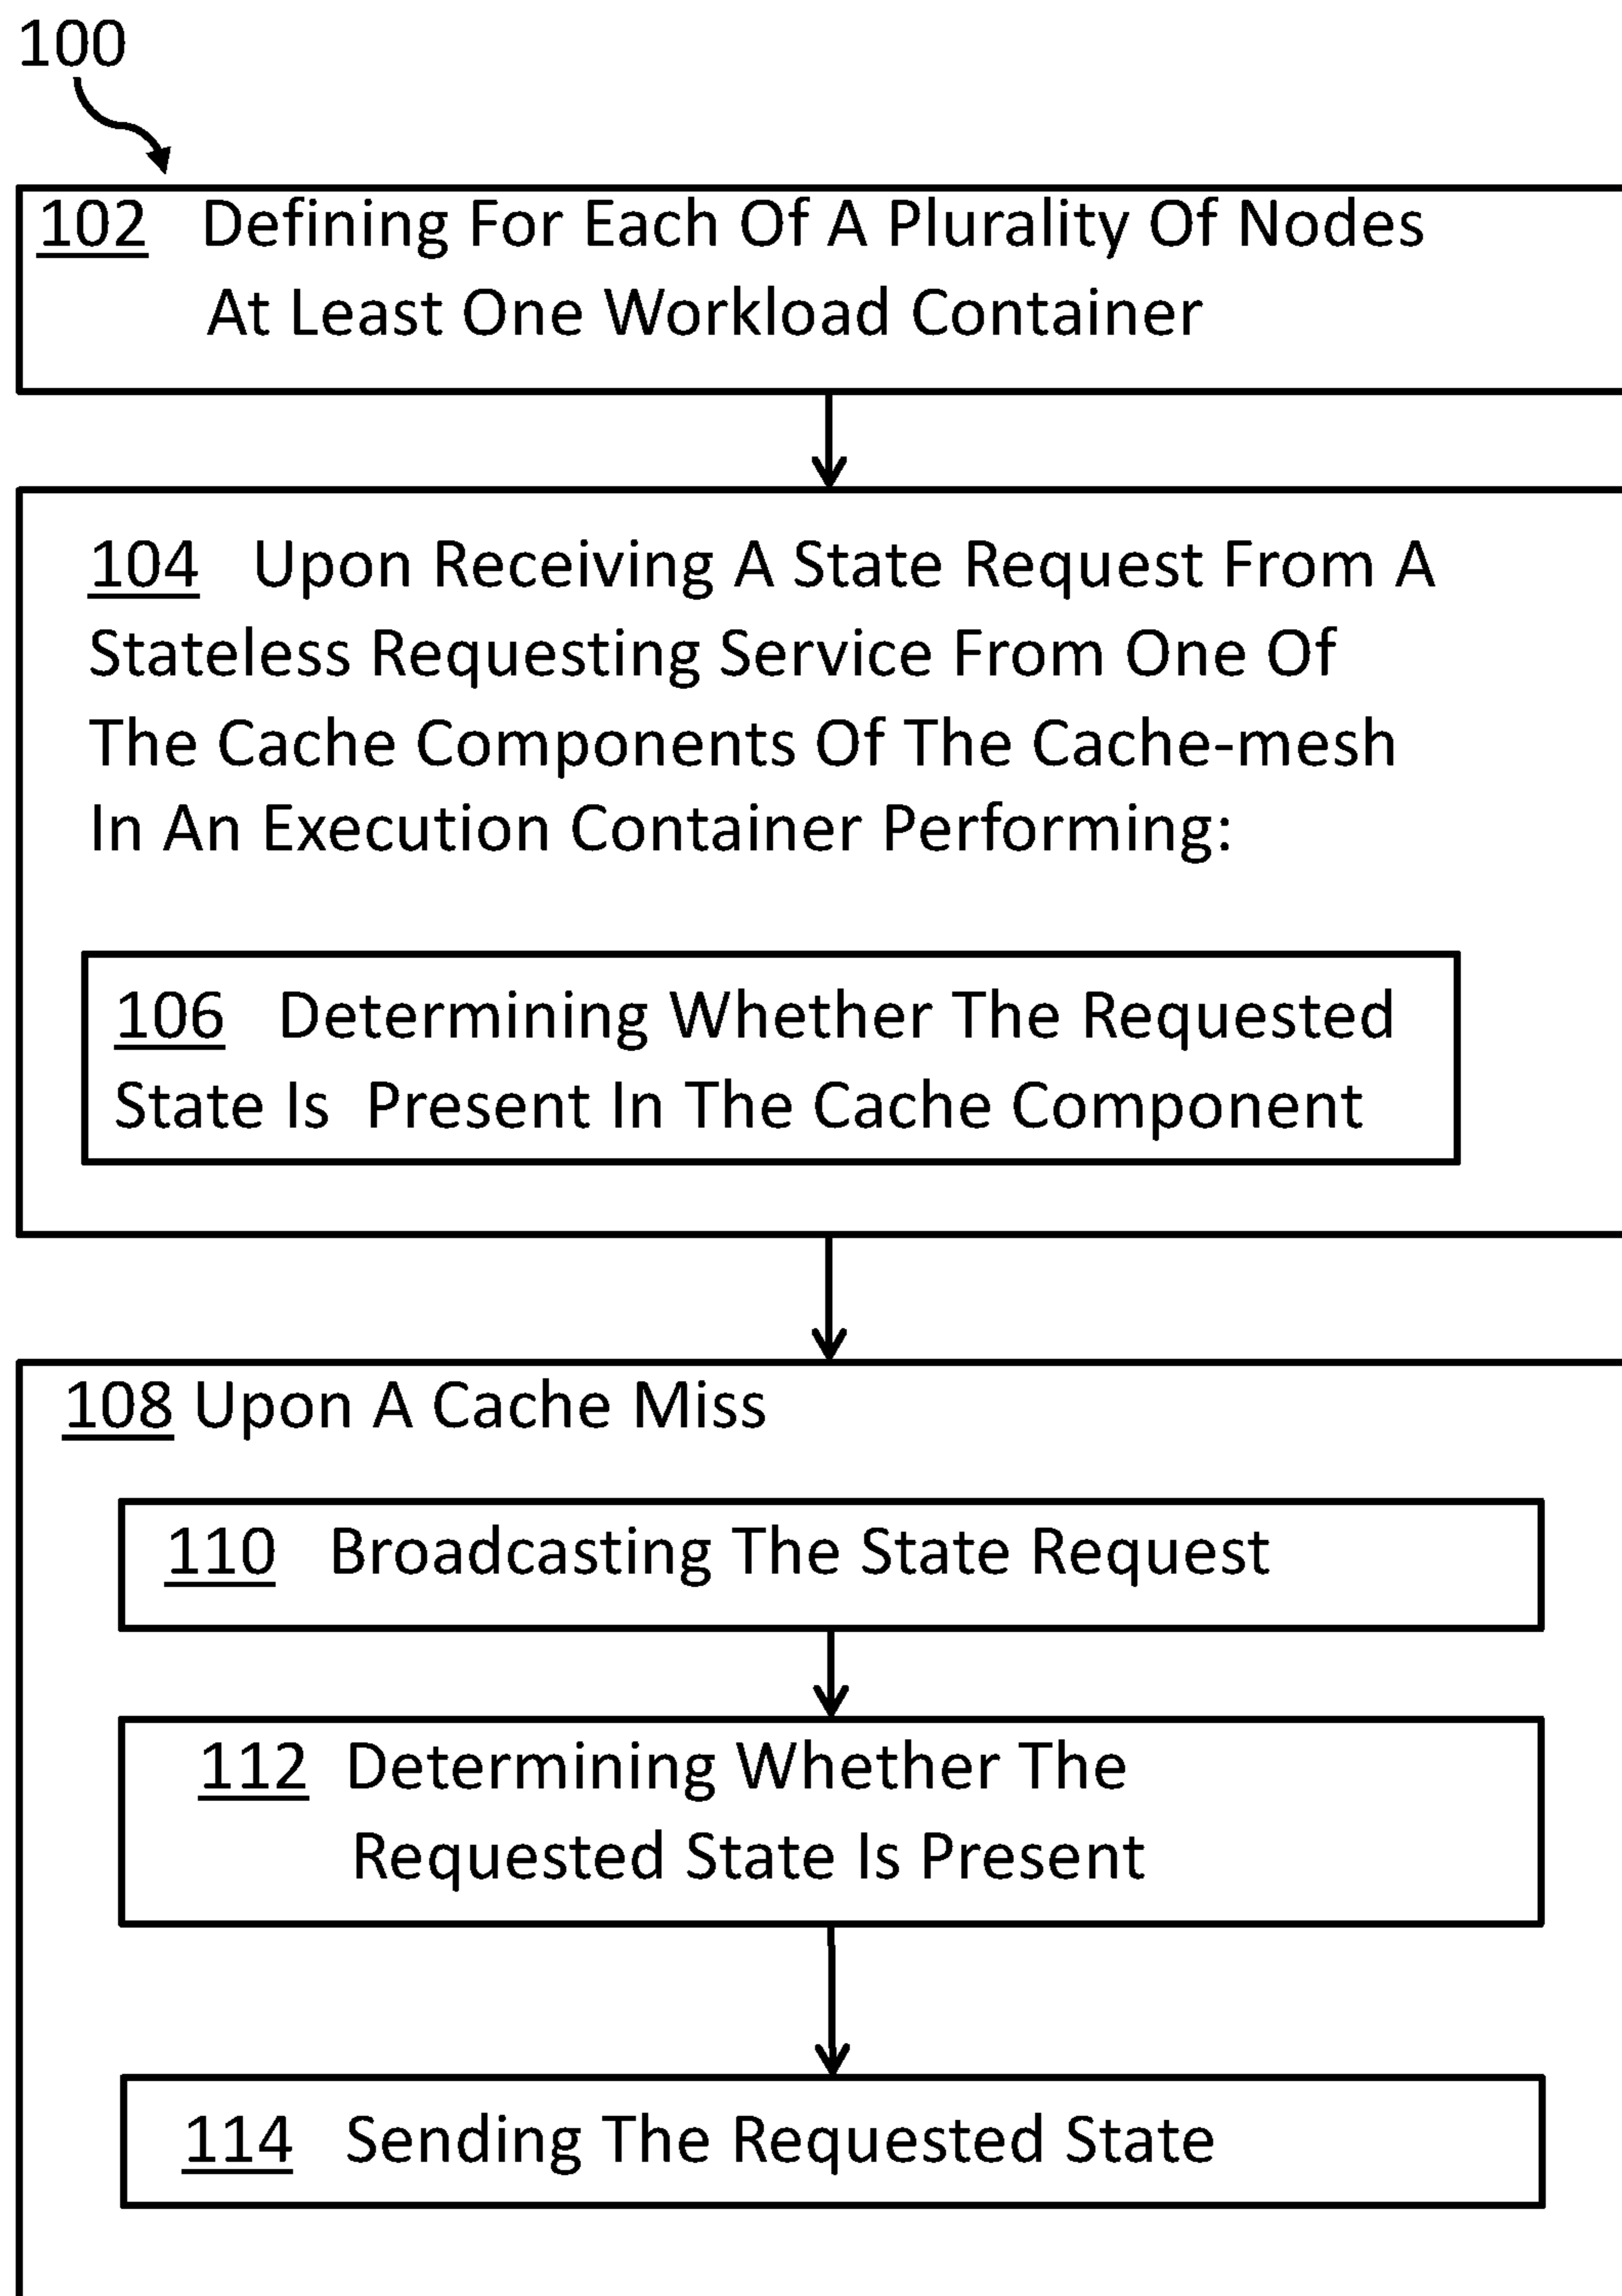 100
102 Defining For Each Of A Plurality Of Nodes
At Least One Workload Container
104 Upon Receiving A State Request From A
Stateless Requesting Service From One Of
The Cache Components Of The Cache-mesh
In An Execution Container Performing:
106 Determining Whether The Requested
State Is Present In The Cache Component
108 Upon A Cache Miss
110 Broadcasting The State Request
112 Determining Whether The
Requested State Is Present
114 Sending The Requested State